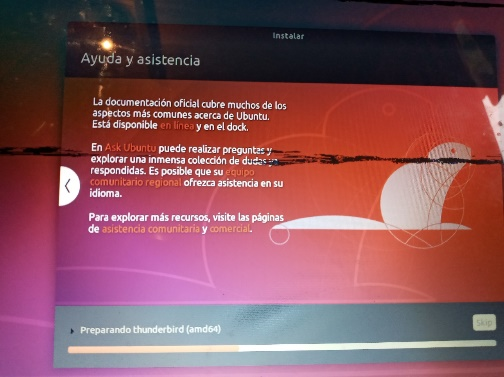 Instalar
Ayuda y asistencia
La documentación oficial cubre muchos de los
aspectos más comunes acerca de Ubuntu.
Está disponible en línea y en el dock.
En Ask Ubuntu puede realizar preguntas y
explorar una inmensa colección de dudas ya
respondidas. Es posible que su equipo
comunitario regional ofrezca asistencia en su
idioma.
Para explorar más recursos, visite las páginas
de asistencia comunitaria y comercial.
Preparando thunderbird (amd64)
Skip